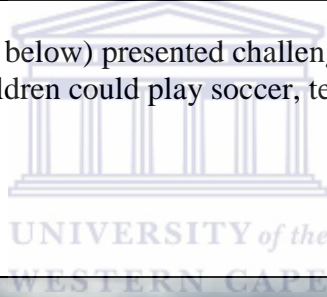 below) presented challeng
ldren could play soccer, te
UNIVERSITY of the
WESTERN CAPE